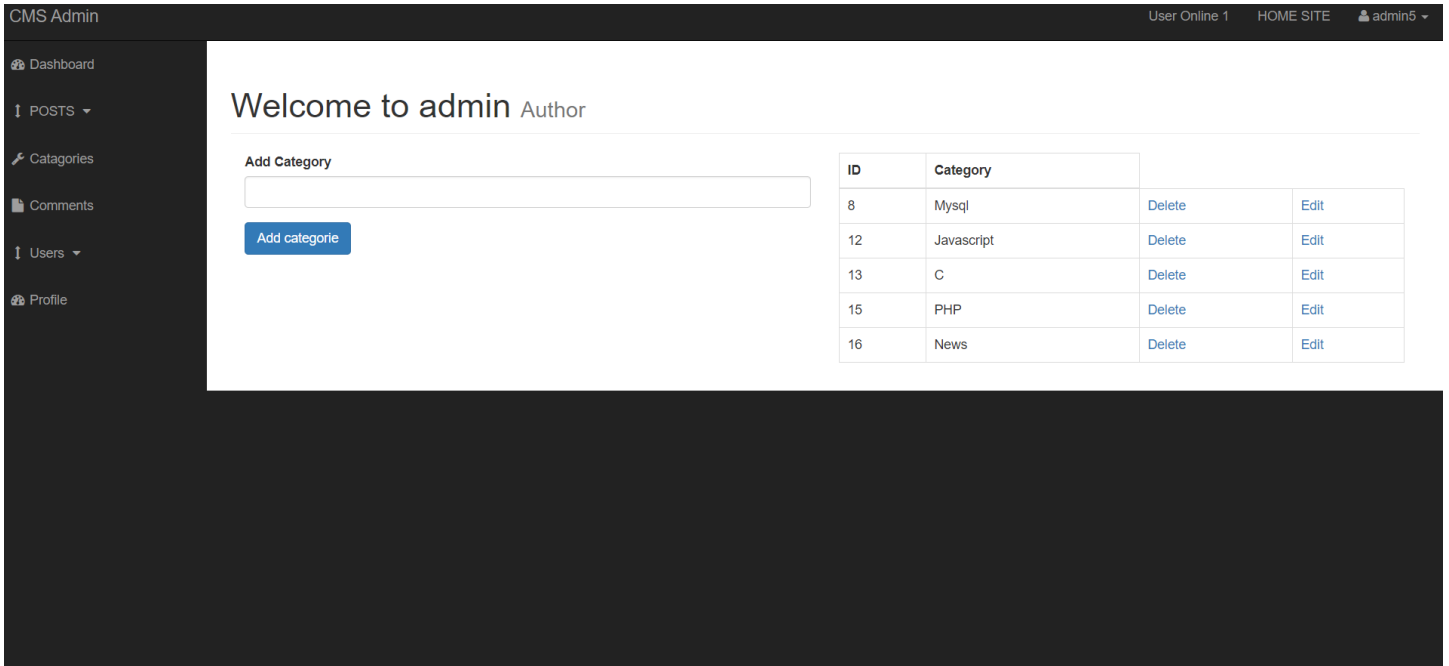 CMS Admin
User Online 1 HOME SITE admin5
Dashboard
POSTS
Catagories
Comments
Users
Profile
Welcome to admin Author
Add Category
Add categorie
ID Category
8 Mysql Delete Edit
12 Javascript Delete Edit
13 C Delete Edit
15 PHP Delete Edit
16 News Delete Edit